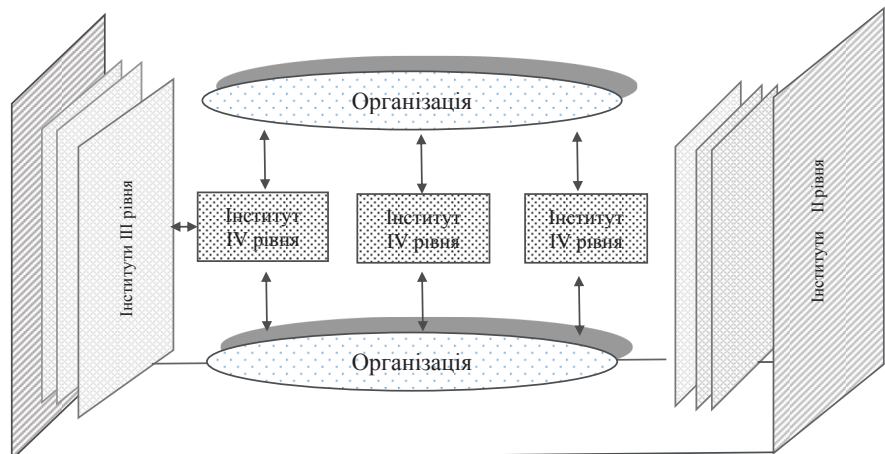 Організація
Інститути III рівня
Інститут
IV рівня
Інститут
IV рівня
Інститут
IV рівня
Інститути II рівня
Організація